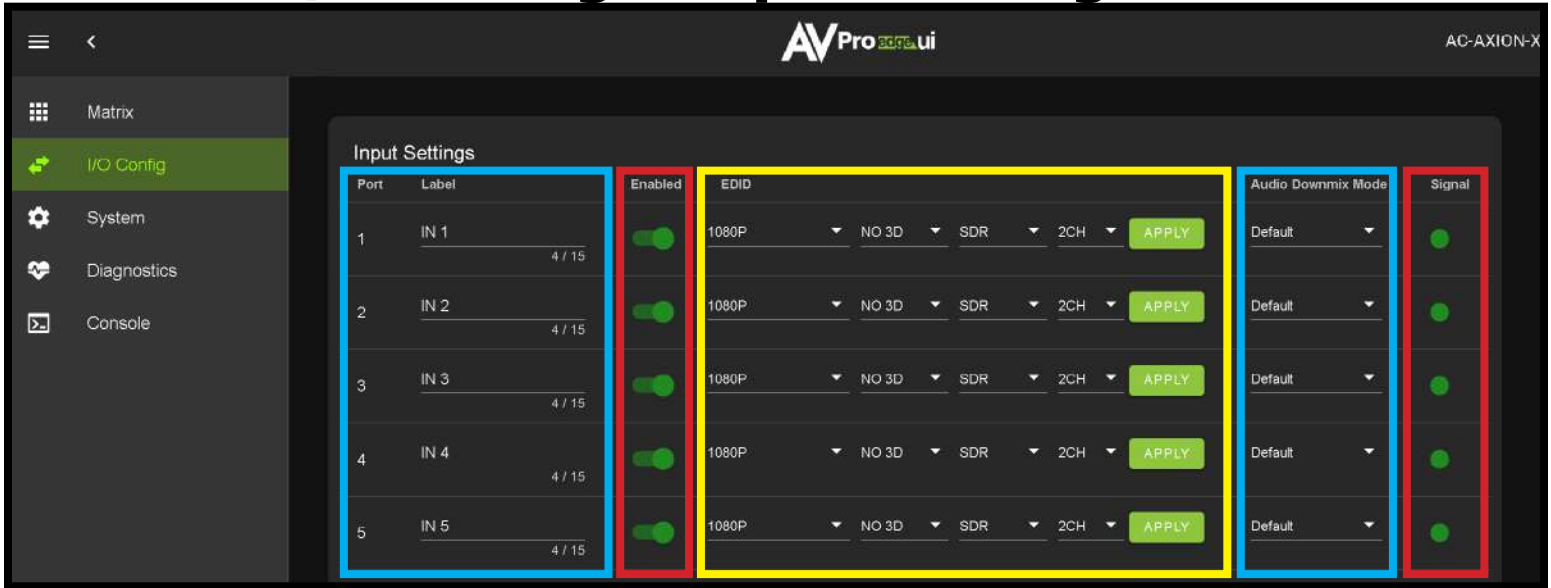 AVPro edge.ui
AC-AXION-X
Matrix
I/O Config
System
Diagnostics
Console
Input Settings
Port Label Enabled EDID Audio Downmix Mode Signal
1 IN 1 1080P NO 3D SDR 2CH APPLY Default
4 / 15
2 IN 2 1080P NO 3D SDR 2CH APPLY Default
4 / 15
3 IN 3 1080P NO 3D SDR 2CH APPLY Default
4 / 15
4 IN 4 1080P NO 3D SDR 2CH APPLY Default
4 / 15
5 IN 5 1080P NO 3D SDR 2CH APPLY Default
4 / 15